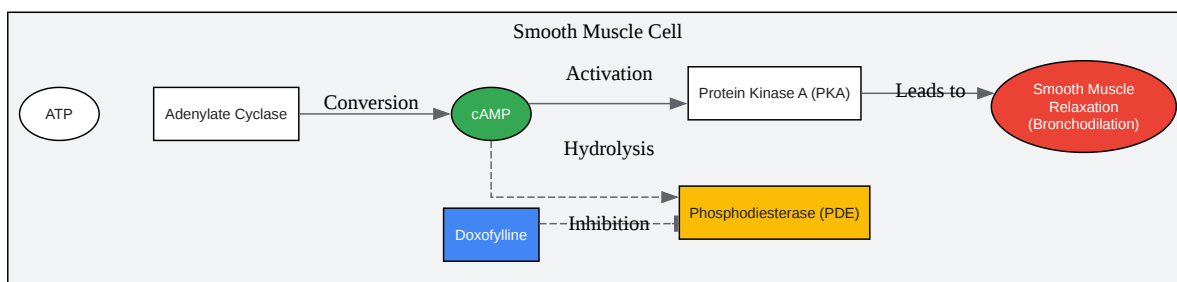 Smooth Muscle Cell
ATP
Adenylate Cyclase
Conversion
cAMP
Activation
Protein Kinase A (PKA)
Leads to
Smooth Muscle
Relaxation
(Bronchodilation)
Hydrolysis
Doxofylline
Inhibition
Phosphodiesterase (PDE)